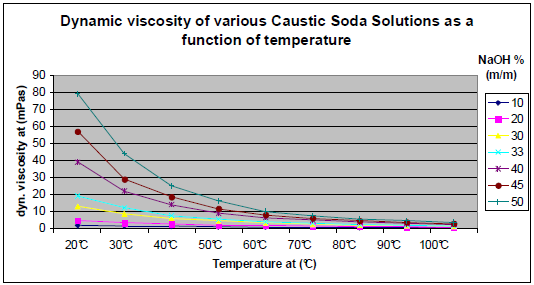 Dynamic viscosity of various Caustic Soda Solutions as a
function of temperature
NaOH %
(m/m)
90
80
70
60
50
40
30
20
10
0
dyn. viscosity at (mPas)
20℃ 30℃ 40℃ 50℃ 60℃ 70℃ 80℃ 90℃ 100℃
Temperature at (℃)
10
20
30
33
40
45
50